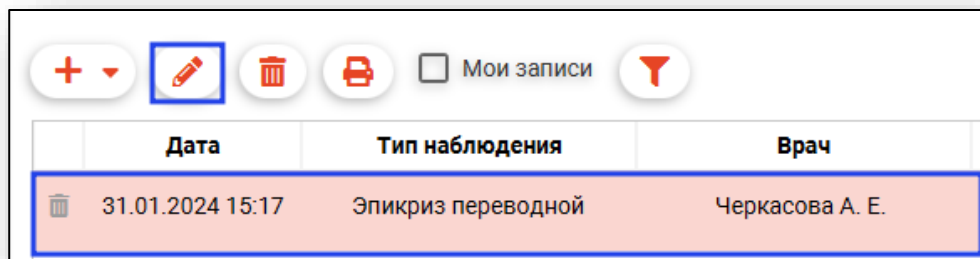 Мои записи
Дата Тип наблюдения Врач
31.01.2024 15:17 Эпикриз переводной Черкасова А. Е.